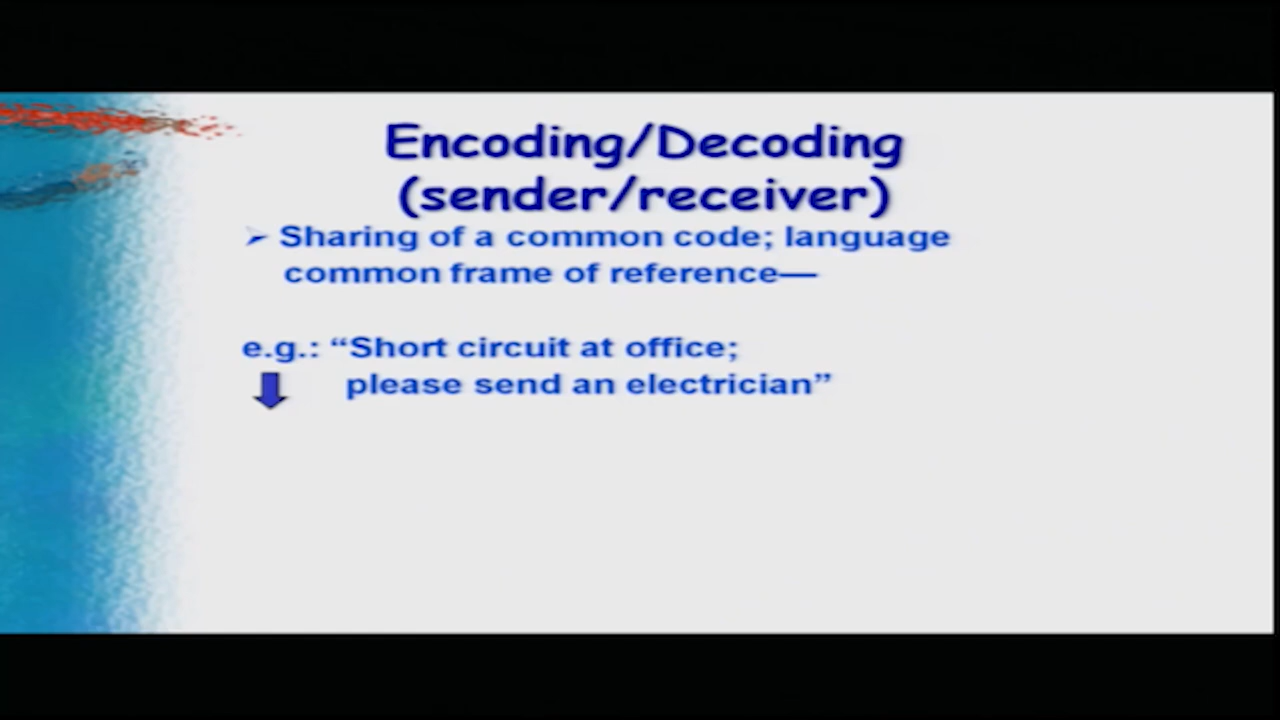 Encoding/Decoding
(sender/receiver)
Sharing of a common code; language
common frame of reference—
e.g.: “Short circuit at office;
please send an electrician”